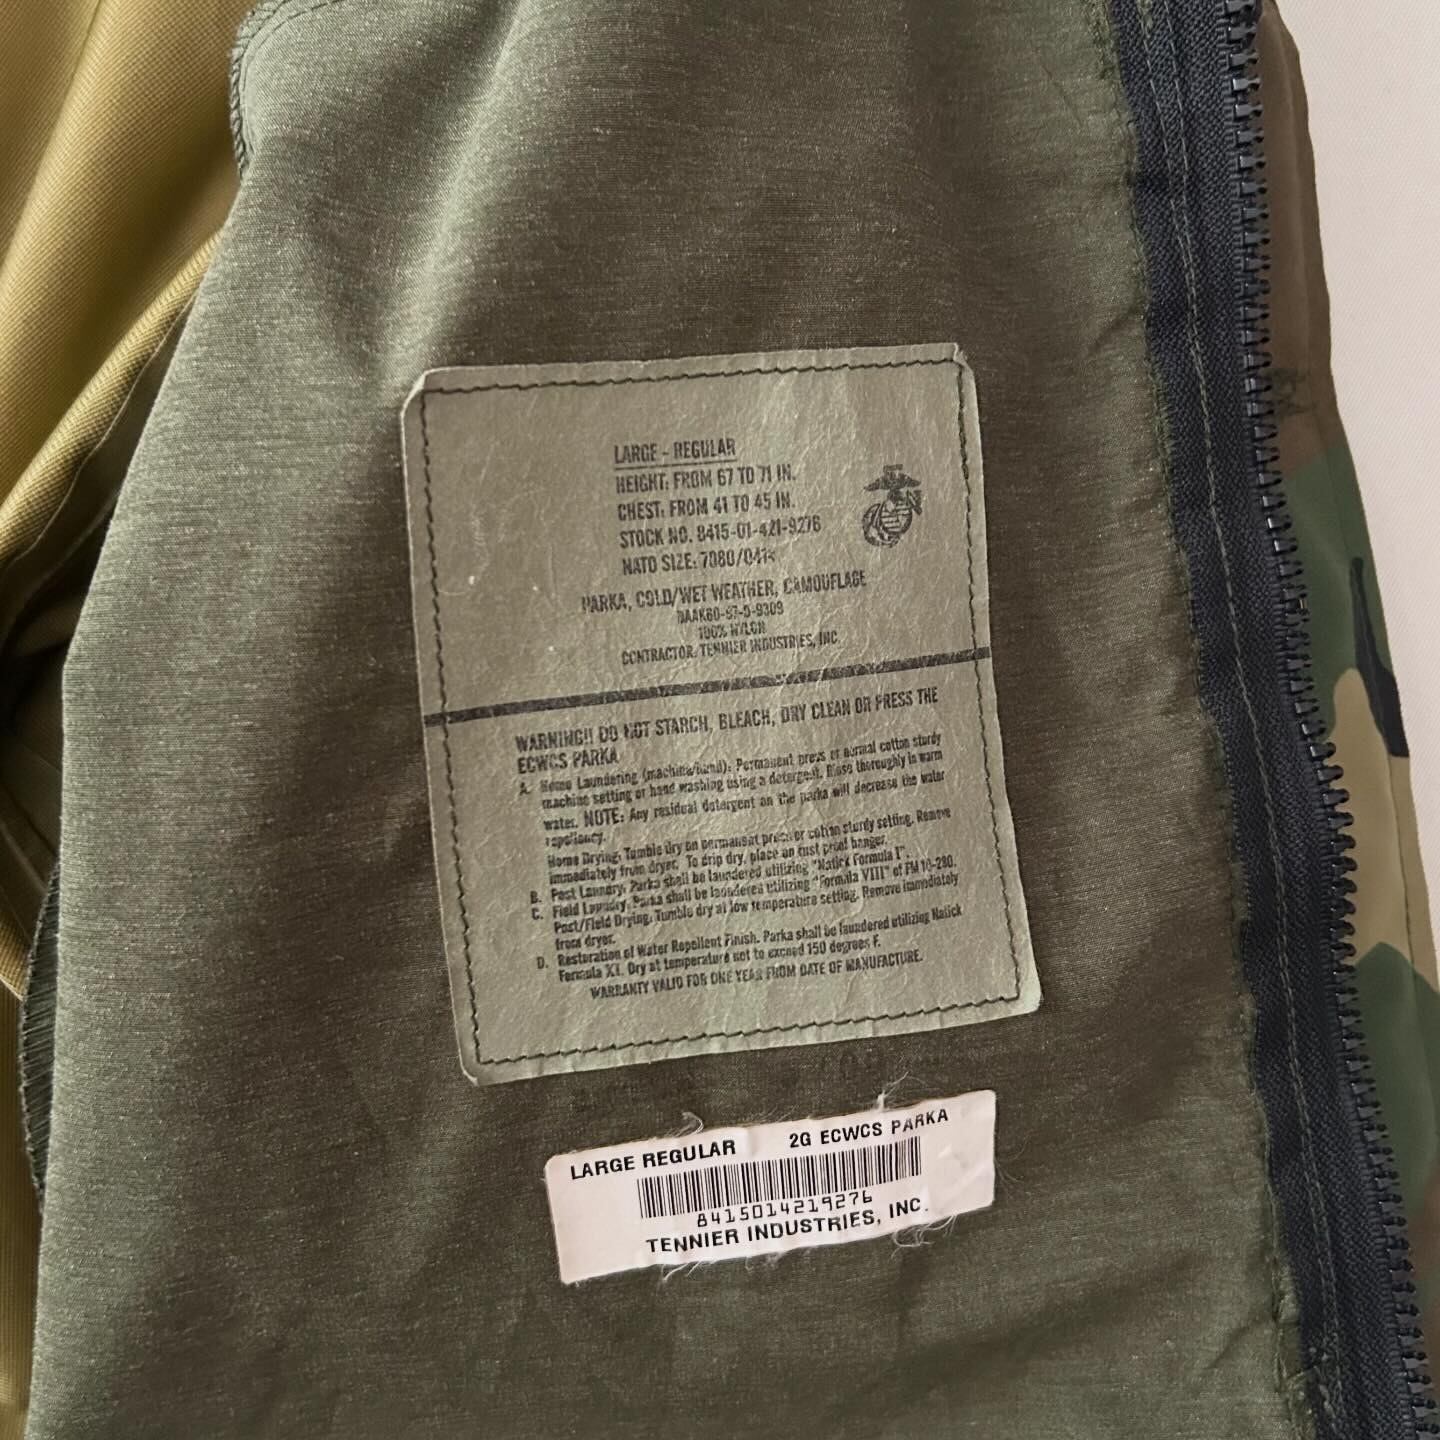 LARGE - REGULAR
HEIGHT: FROM 67 TO 71 IN.
CHEST: FROM 41 TO 45 IN.
STOCK NO. 8415-01-421-9276
NATO SIZE: 7080/0414
PARKA, COLD/WET WEATHER, CAMOUFLAGE
100% NYLON
CONTRACTOR: TENNIER INDUSTRIES, INC.
WARNING!! DO NOT STARCH, BLEACH, DRY CLEAN OR PRESS THE
ECWCS PARKA
A. Home Laundering (machine/hand): Permanent press or normal cotton sturdy
machine setting or hand washing using a detergent. Rinse thoroughly in warm
water. NOTE: Any residual detergent on the parka will decrease the water
repellency.
Home Drying: Tumble dry on permanent press or cotton sturdy setting. Remove
immediately from dryer. To drip dry, place on rust proof hanger.
B. Post Laundry: Parka shall be laundered utilizing "Natick Formula I".
C. Field Laundry: Parka shall be laundered utilizing "Formula VIII" of FM 10-280.
Post/Field Drying: Tumble dry at low temperature setting. Remove immediately
from dryer.
D. Restoration of Water Repellent Finish. Parka shall be laundered utilizing Natick
Formula XI. Dry at temperature not to exceed 150 degrees F.
WARRANTY VALID FOR ONE YEAR FROM DATE OF MANUFACTURE.
LARGE REGULAR 2G ECWCS PARKA
8415014219276
TENNIER INDUSTRIES, INC.